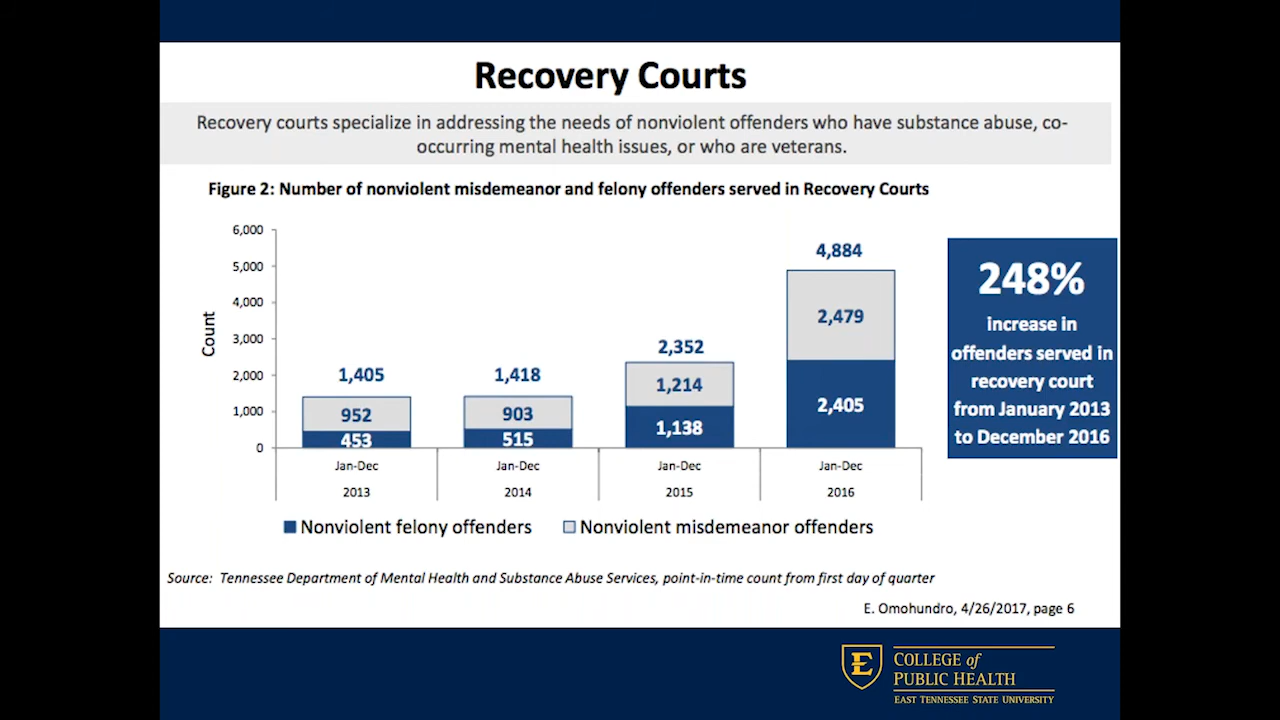 Recovery Courts
Recovery courts specialize in addressing the needs of nonviolent offenders who have substance abuse, co-
occurring mental health issues, or who are veterans.
Figure 2: Number of nonviolent misdemeanor and felony offenders served in Recovery Courts
6,000
5,000
4,000
3,000
2,000
1,000
0
Count
1,405
952
453
1,418
903
515
2,352
1,214
1,138
4,884
2,479
2,405
Jan-Dec Jan-Dec Jan-Dec Jan-Dec
2013 2014 2015 2016
Nonviolent felony offenders Nonviolent misdemeanor offenders
248%
increase in
offenders served in
recovery court
from January 2013
to December 2016
Source: Tennessee Department of Mental Health and Substance Abuse Services, point-in-time count from first day of quarter
E. Omohundro, 4/26/2017, page 6
E
COLLEGE of
PUBLIC HEALTH
EAST TENNESSEE STATE UNIVERSITY